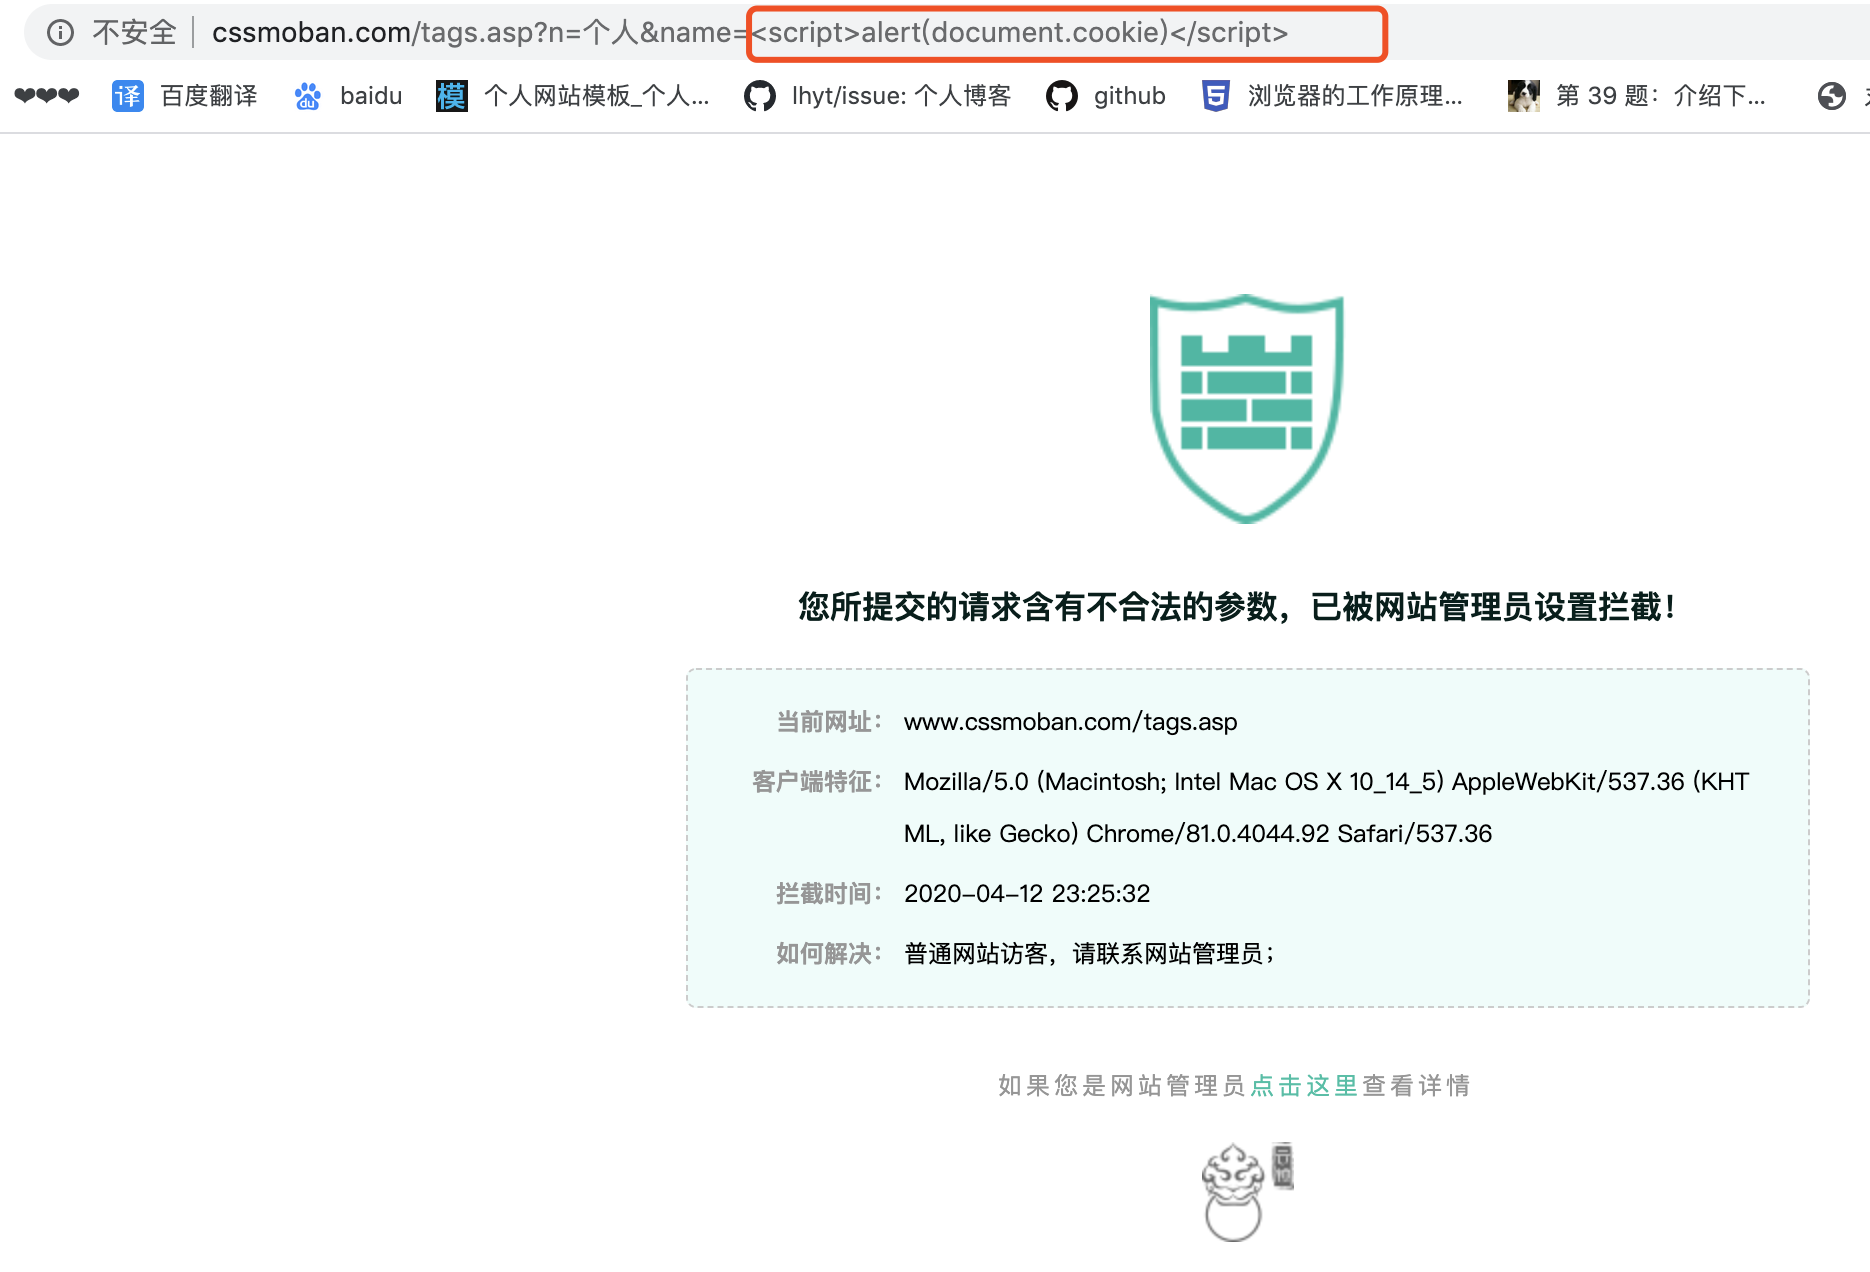 不安全 cssmoban.com/tags.asp?n=个人&name=<script>alert(document.cookie)</script>
❤❤❤ 译 百度翻译 du baidu 模 个人网站模板_个人... lhyt/issue: 个人博客 github 5 浏览器的工作原理... 第 39 题：介绍下...
您所提交的请求含有不合法的参数，已被网站管理员设置拦截！
当前网址： www.cssmoban.com/tags.asp
客户端特征： Mozilla/5.0 (Macintosh; Intel Mac OS X 10_14_5) AppleWebKit/537.36 (KHT
ML, like Gecko) Chrome/81.0.4044.92 Safari/537.36
拦截时间： 2020-04-12 23:25:32
如何解决： 普通网站访客，请联系网站管理员；
如果您是网站管理员点击这里查看详情